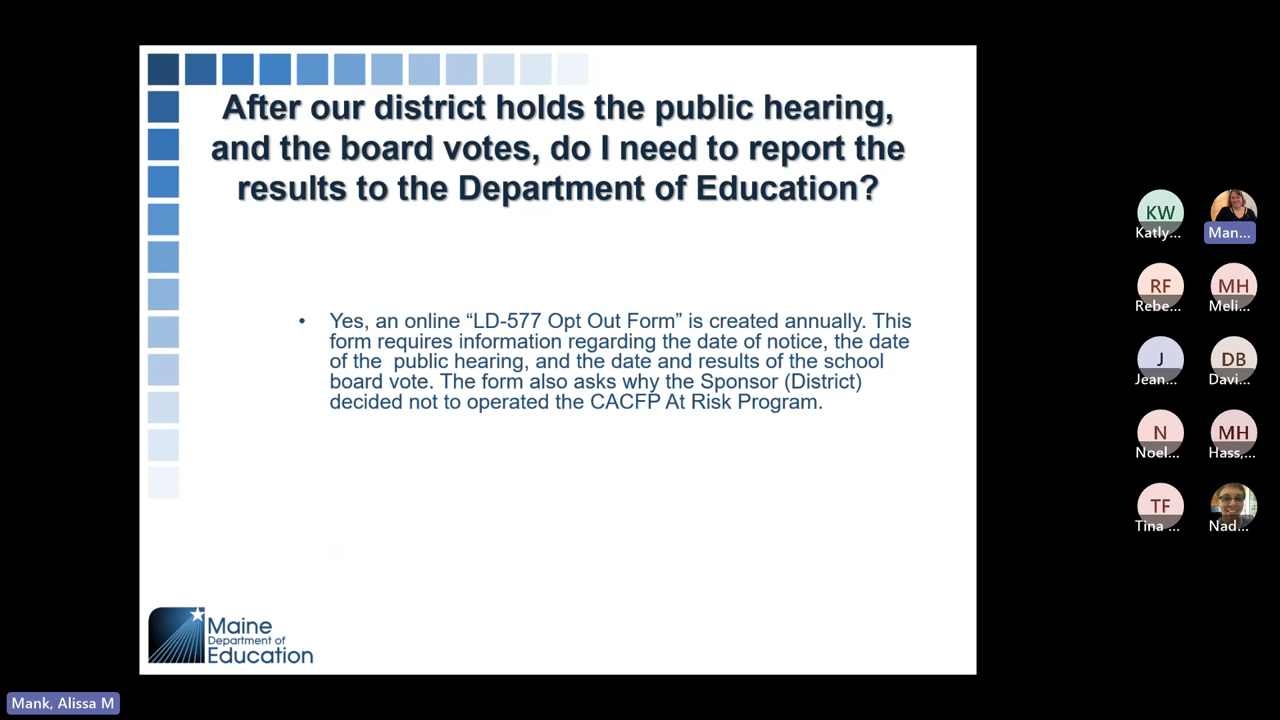 After our district holds the public hearing,
and the board votes, do I need to report the
results to the Department of Education?
• Yes, an online “LD-577 Opt Out Form” is created annually. This
form requires information regarding the date of notice, the date
of the public hearing, and the date and results of the school
board vote. The form also asks why the Sponsor (District)
decided not to operated the CACFP At Risk Program.
Maine
Department of
Education
KW
Katly...
Man...
RF
Rebe...
MH
Meli...
J
Jean...
DB
Davi...
N
Noel...
MH
Hass,...
TF
Tina ...
Nad...
Mank, Alissa M